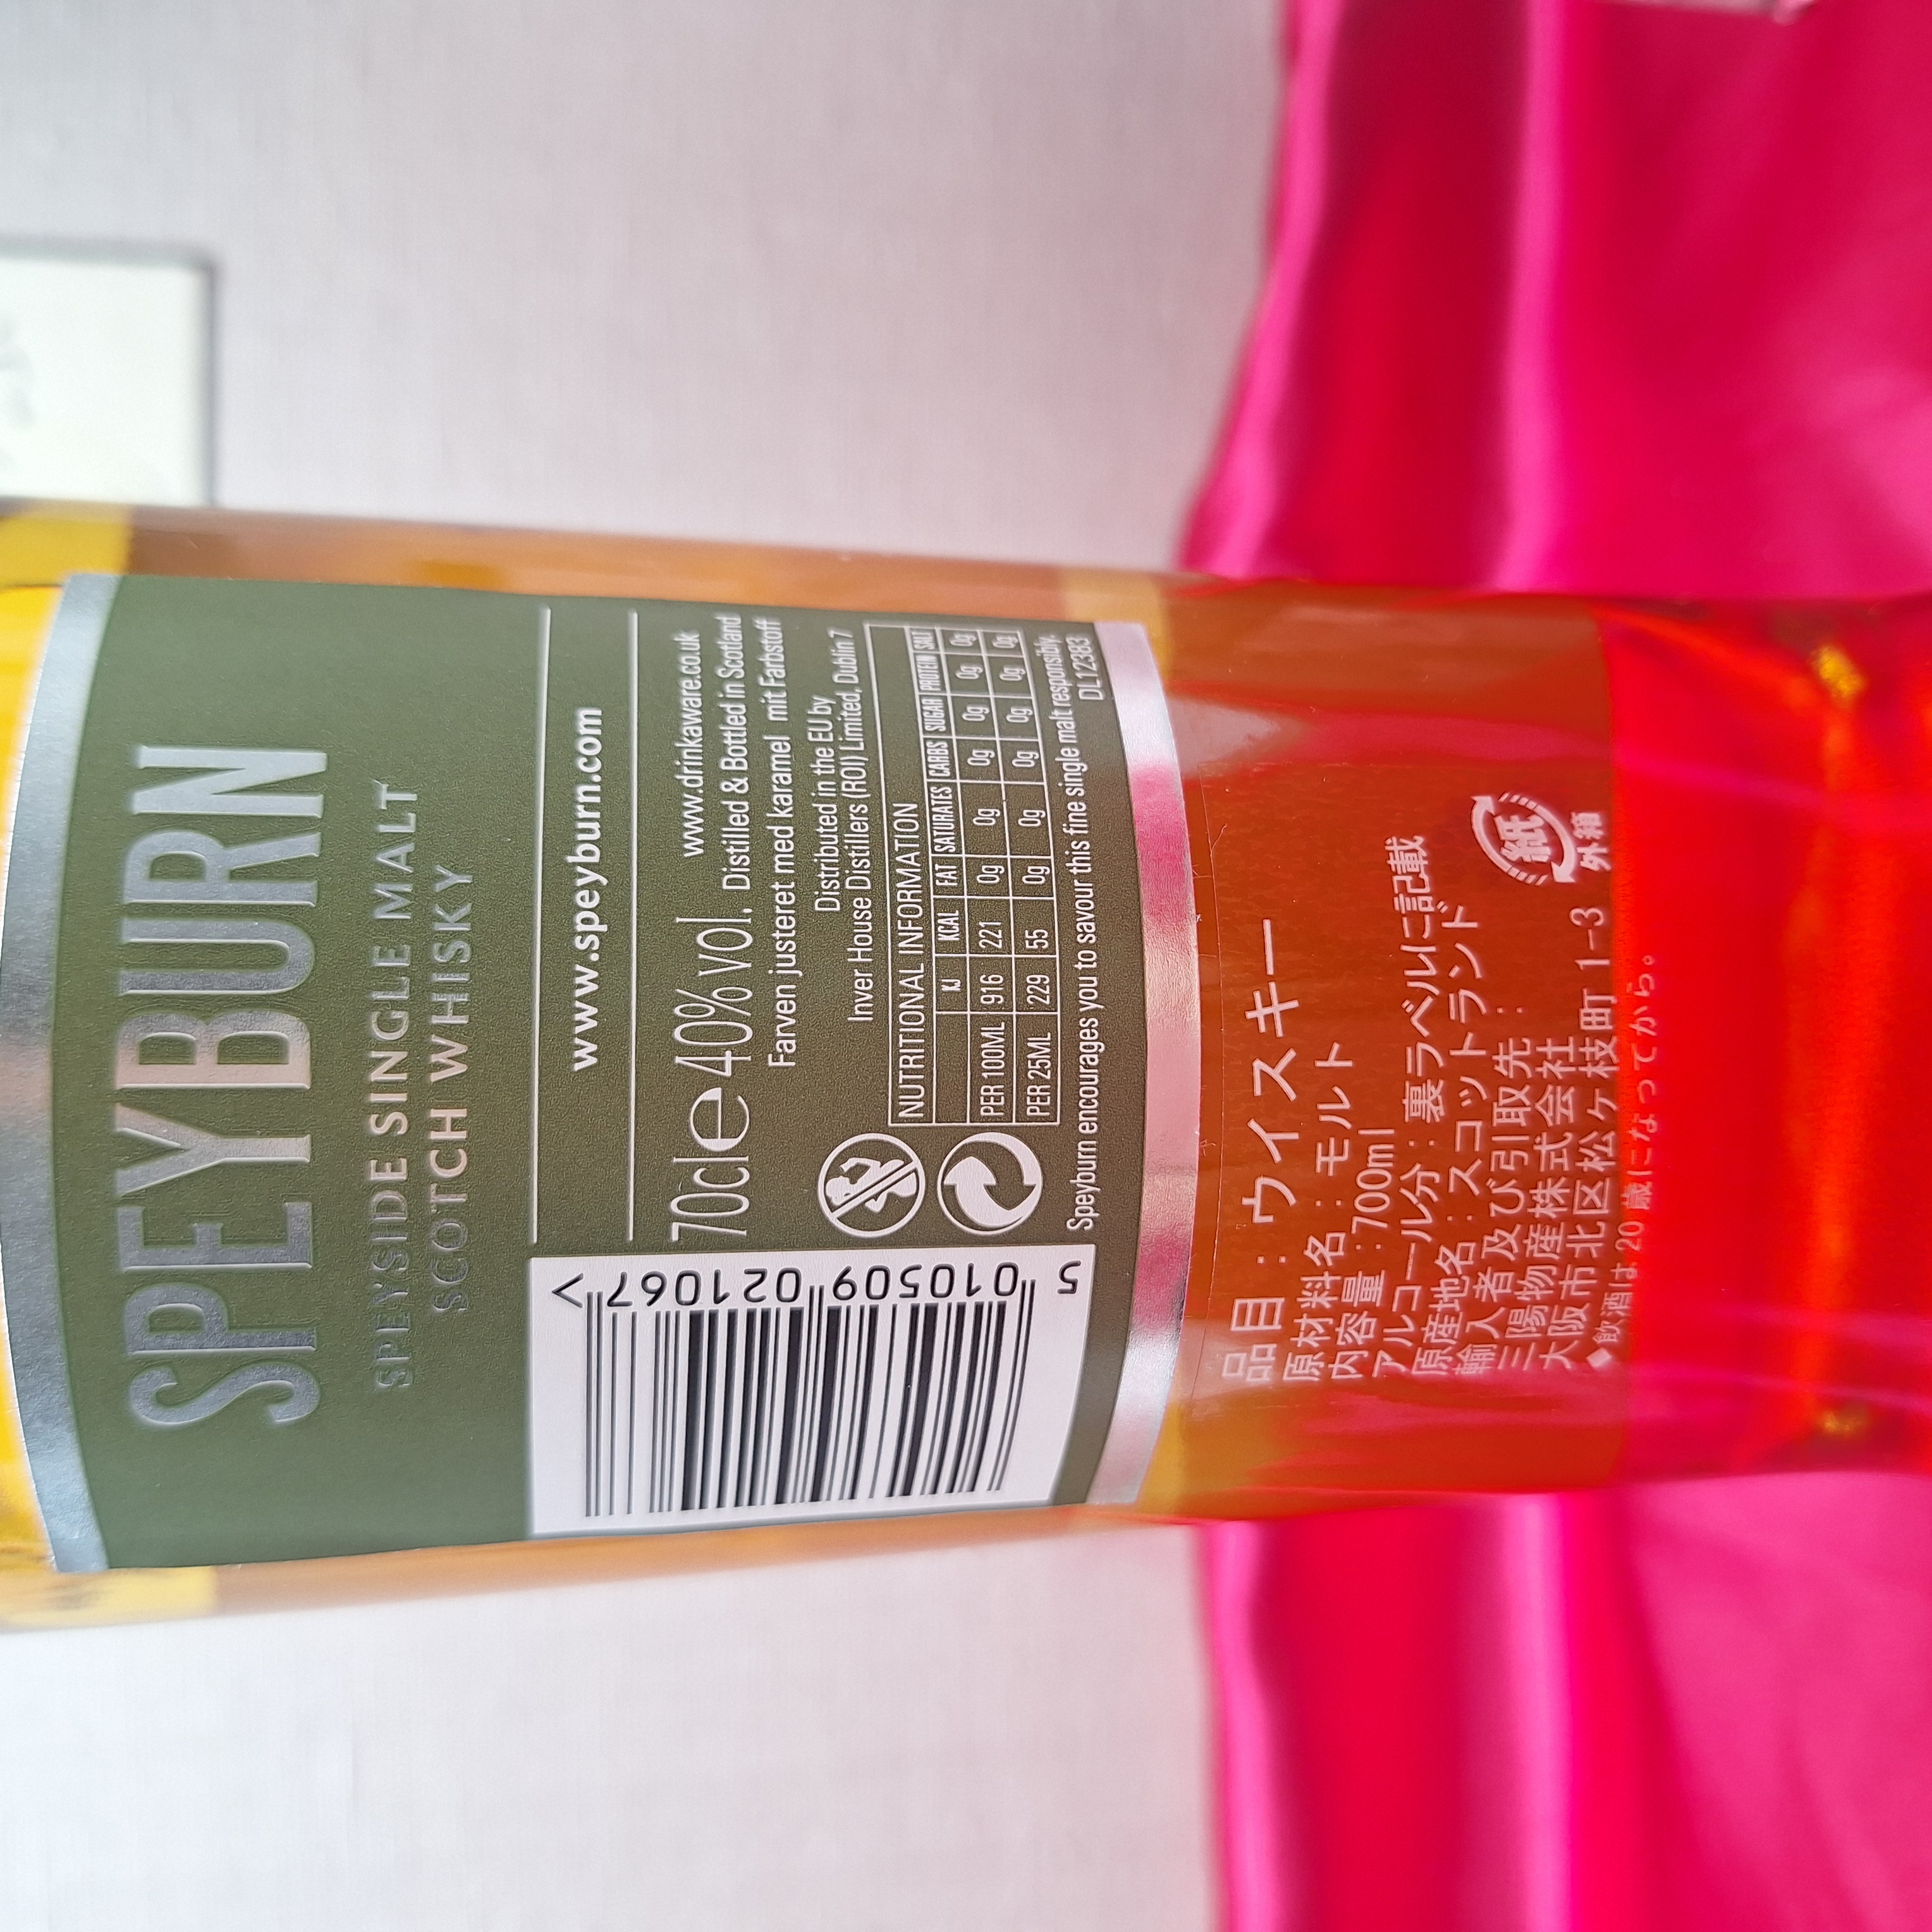 SPEYBURN
SPEYSIDE SINGLE MALT
SCOTCH WHISKY
www.speyburn.com
70cl e 40% vol. www.drinkaware.co.uk
Distilled & Bottled in Scotland
Farven justeret med karamel mit Farbstoff
Distributed in the EU by
Inver House Distillers (ROI) Limited, Dublin 7
NUTRITIONAL INFORMATION
KJ KCAL FAT SATURATES CARBS SUGAR PROTEIN SALT
PER 100ML 916 221 0g 0g 0g 0g 0g 0g
PER 25ML 229 55 0g 0g 0g 0g 0g 0g
Speyburn encourages you to savour this fine single malt responsibly.
DL12383
5 010509 021067 >
品目：ウィスキー
原材料名：モルト
内容量：700ml
アルコール分：裏ラベルに記載
原産地名：スコットランド
輸入者及び引取先：
三陽物産株式会社
大阪市北区松ケ枝町 1-3
◆飲酒は20歳になってから。
紙
外箱